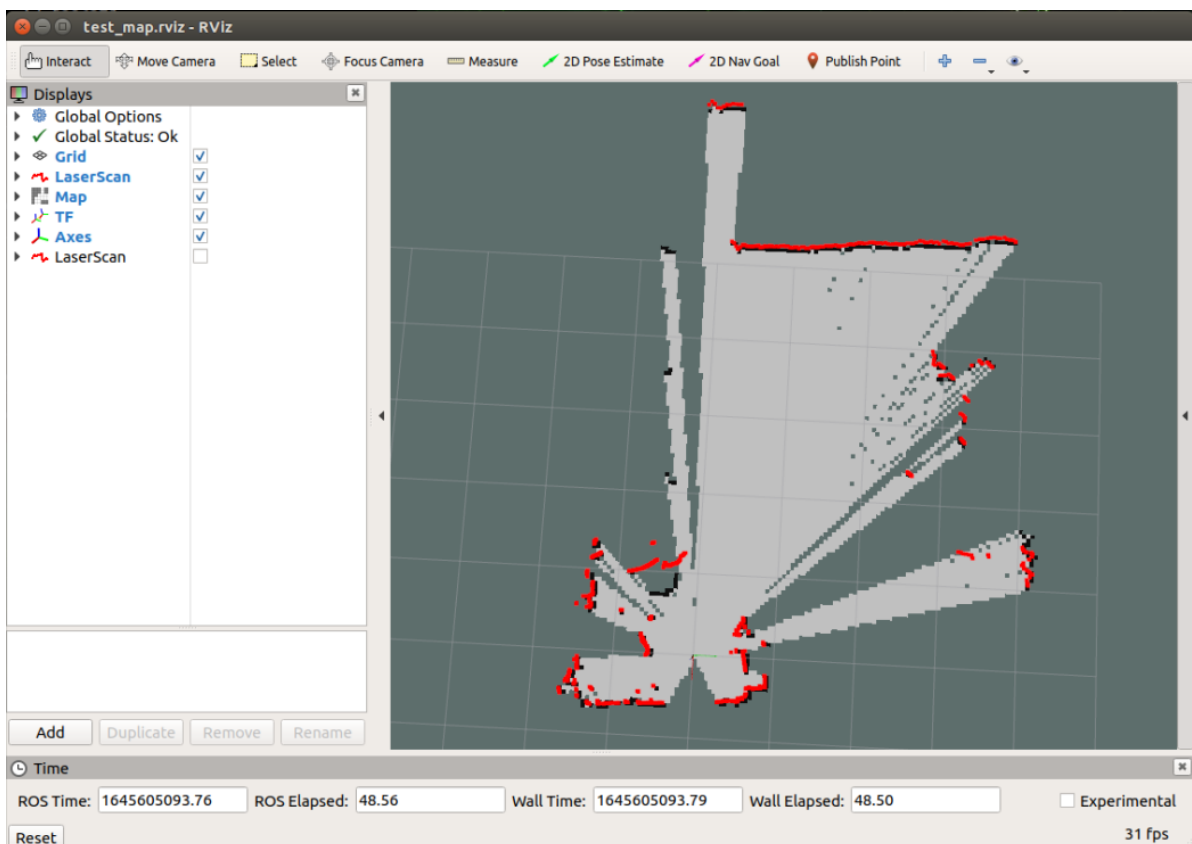 test_map.rviz - RViz
Interact Move Camera Select Focus Camera Measure 2D Pose Estimate 2D Nav Goal Publish Point
Displays
Global Options
Global Status: Ok
Grid
LaserScan
Map
TF
Axes
LaserScan
Add Duplicate Remove Rename
Time
ROS Time: 1645605093.76 ROS Elapsed: 48.56 Wall Time: 1645605093.79 Wall Elapsed: 48.50 Experimental
Reset 31 fps